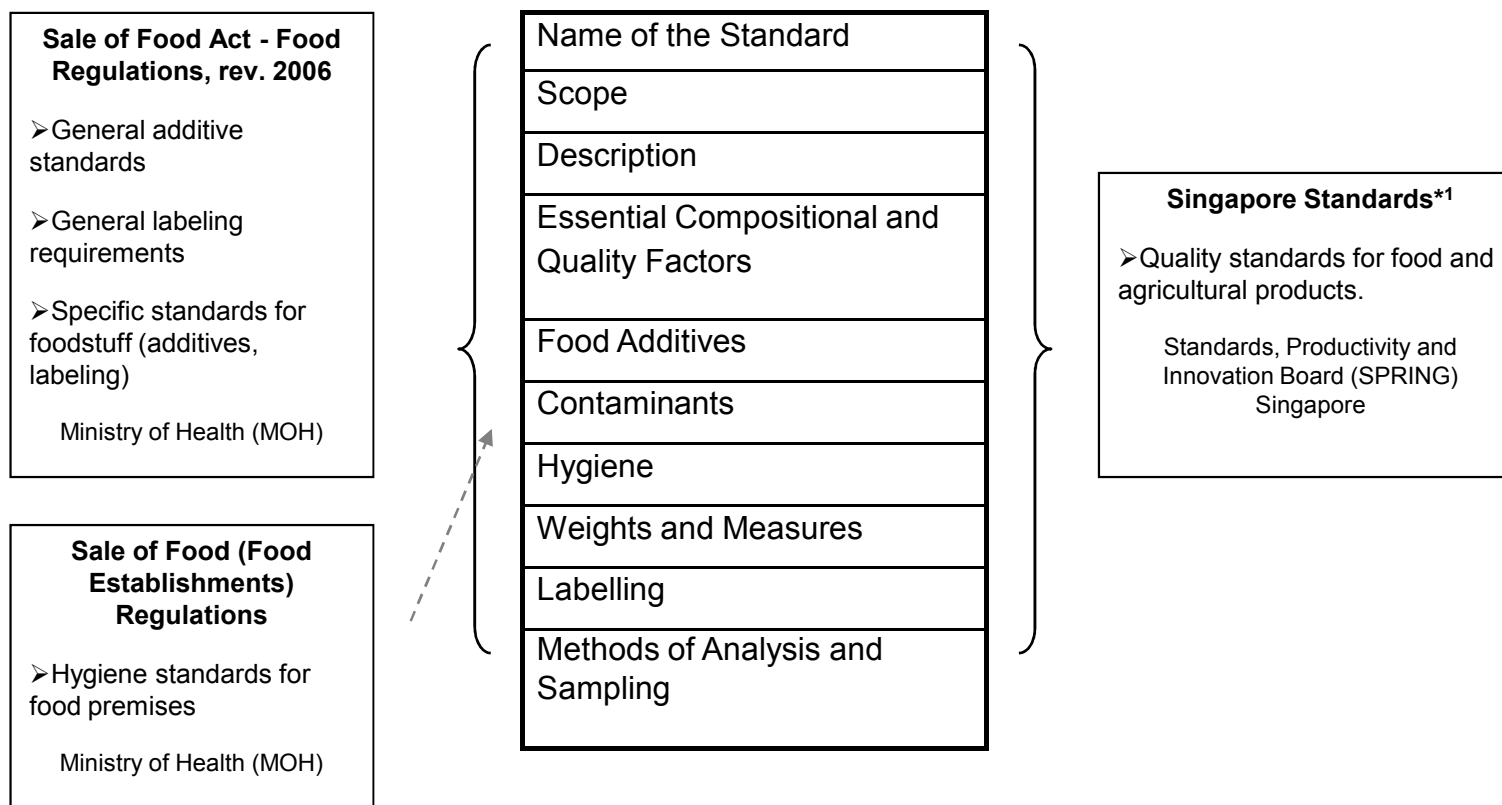 Sale of Food Act - Food
Regulations, rev. 2006
➢General additive
standards
➢General labeling
requirements
➢Specific standards for
foodstuff (additives,
labeling)
Ministry of Health (MOH)
Sale of Food (Food
Establishments)
Regulations
➢Hygiene standards for
food premises
Ministry of Health (MOH)
Name of the Standard
Scope
Description
Essential Compositional and
Quality Factors
Food Additives
Contaminants
Hygiene
Weights and Measures
Labelling
Methods of Analysis and
Sampling
Singapore Standards*1
➢Quality standards for food and
agricultural products.
Standards, Productivity and
Innovation Board (SPRING)
Singapore